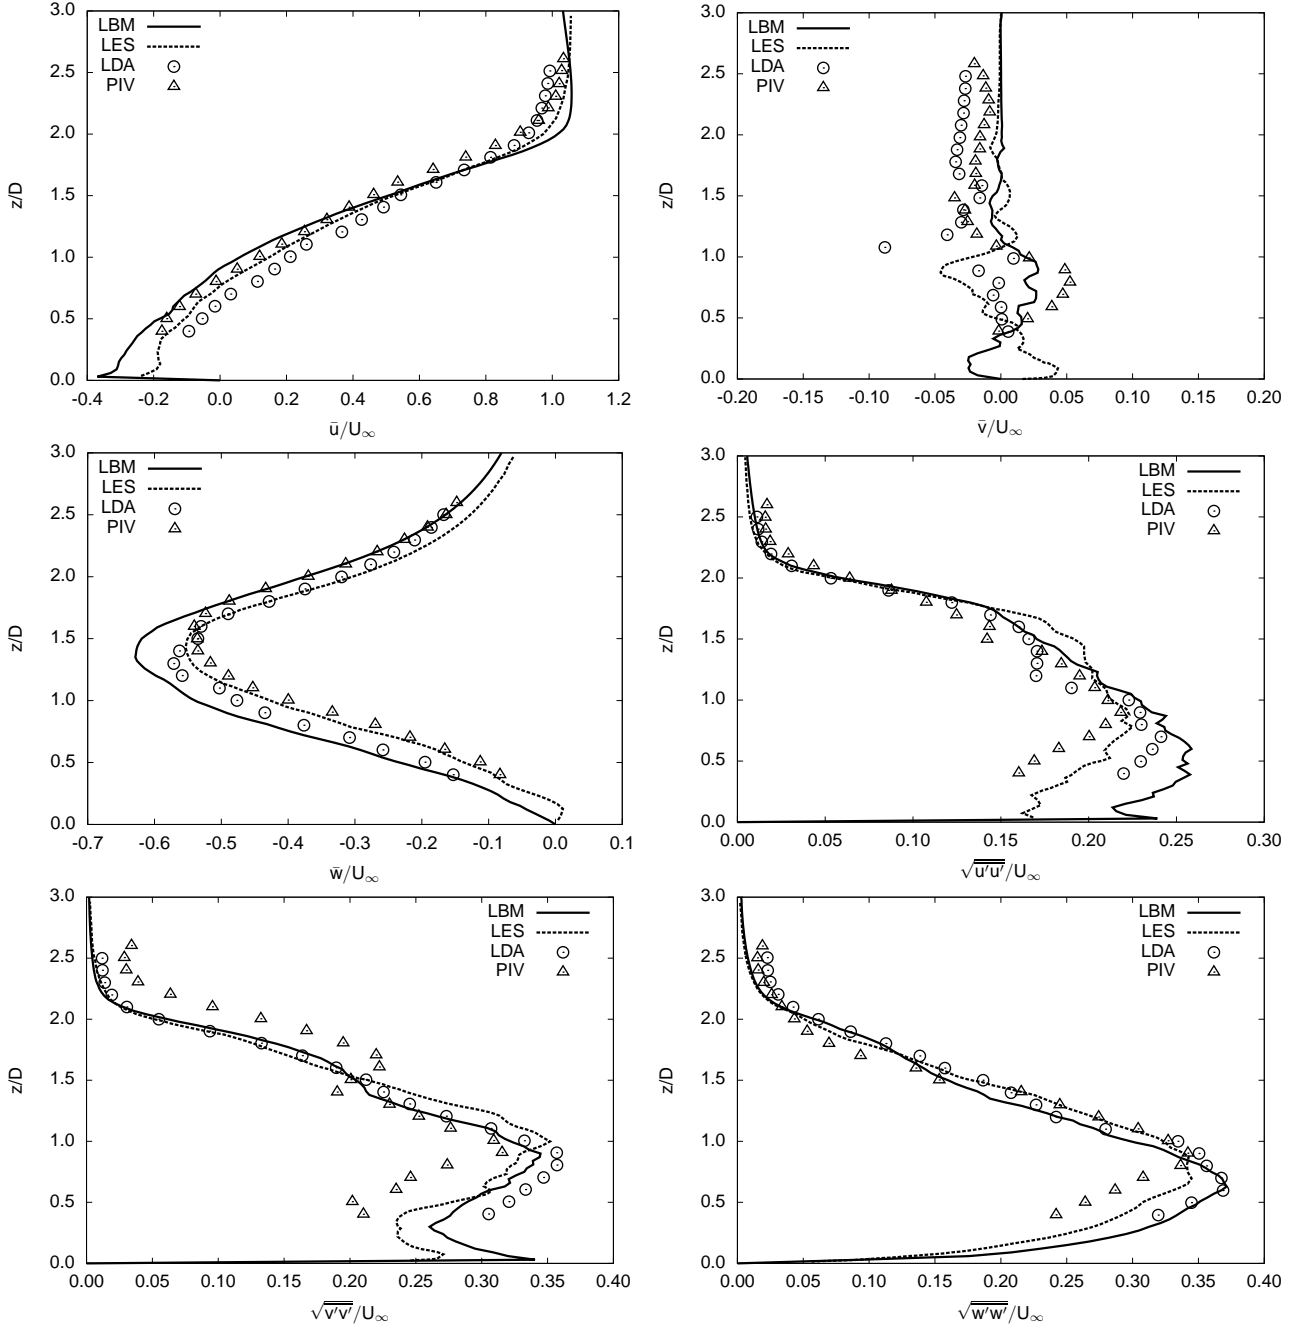 3.0
2.5
2.0
1.5
1.0
0.5
0.0
z/D
LBM
LES
LDA
PIV
-0.4 -0.2 0.0 0.2 0.4 0.6 0.8 1.0 1.2
ū/U∞
3.0
2.5
2.0
1.5
1.0
0.5
0.0
z/D
LBM
LES
LDA
PIV
-0.20 -0.15 -0.10 -0.05 0.00 0.05 0.10 0.15 0.20
v̄/U∞
3.0
2.5
2.0
1.5
1.0
0.5
0.0
z/D
LBM
LES
LDA
PIV
-0.7 -0.6 -0.5 -0.4 -0.3 -0.2 -0.1 0.0 0.1
w̄/U∞
3.0
2.5
2.0
1.5
1.0
0.5
0.0
z/D
LBM
LES
LDA
PIV
0.00 0.05 0.10 0.15 0.20 0.25 0.30
√u′u′/U∞
3.0
2.5
2.0
1.5
1.0
0.5
0.0
z/D
LBM
LES
LDA
PIV
0.00 0.05 0.10 0.15 0.20 0.25 0.30 0.35 0.40
√v′v′/U∞
3.0
2.5
2.0
1.5
1.0
0.5
0.0
z/D
LBM
LES
LDA
PIV
0.00 0.05 0.10 0.15 0.20 0.25 0.30 0.35 0.40
√w′w′/U∞